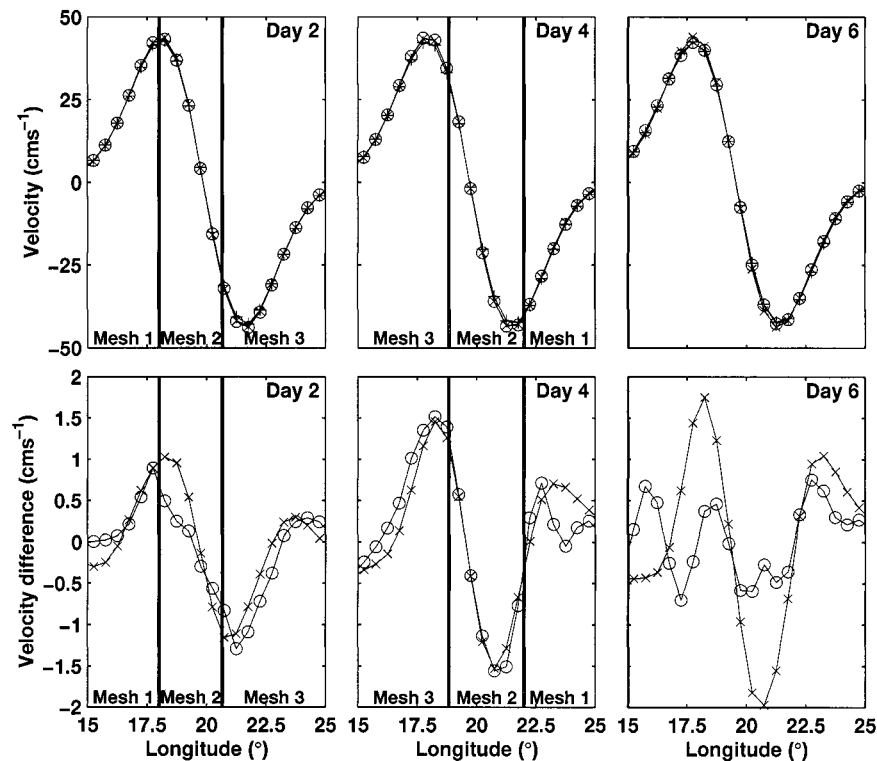 Day 2
Day 4
Day 6
50
25
0
-25
-50
Velocity (cms⁻¹)
Mesh 1
Mesh 2
Mesh 3
Mesh 3
Mesh 2
Mesh 1
Day 2
Day 4
Day 6
2
1.5
1
0.5
0
-0.5
-1
-1.5
-2
Velocity difference (cms⁻¹)
Mesh 1
Mesh 2
Mesh 3
Mesh 3
Mesh 2
Mesh 1
15 17.5 20 22.5 25
15 17.5 20 22.5 25
15 17.5 20 22.5 25
Longitude (°)
Longitude (°)
Longitude (°)